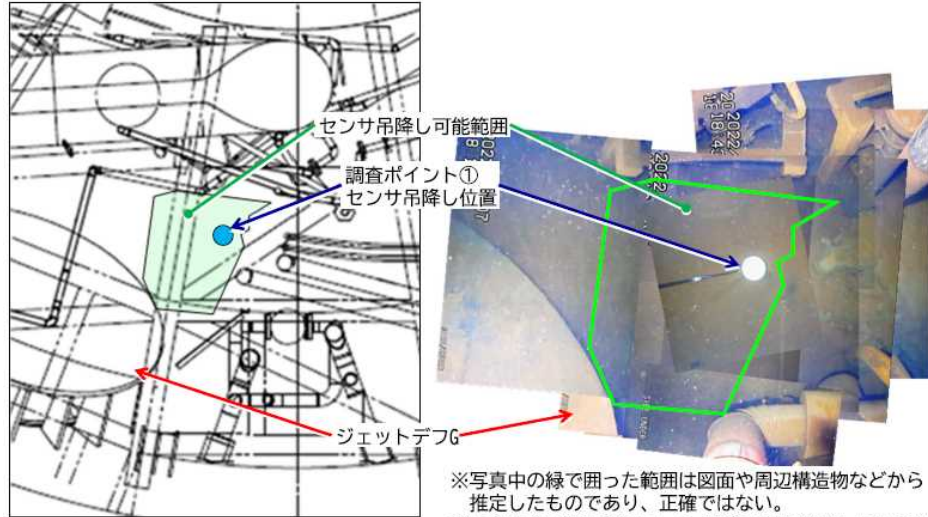 センサ吊降し可能範囲
調査ポイント①
センサ吊降し位置
ジェットデフG
※写真中の緑で囲った範囲は図面や周辺構造物などから
推定したものであり、正確ではない。